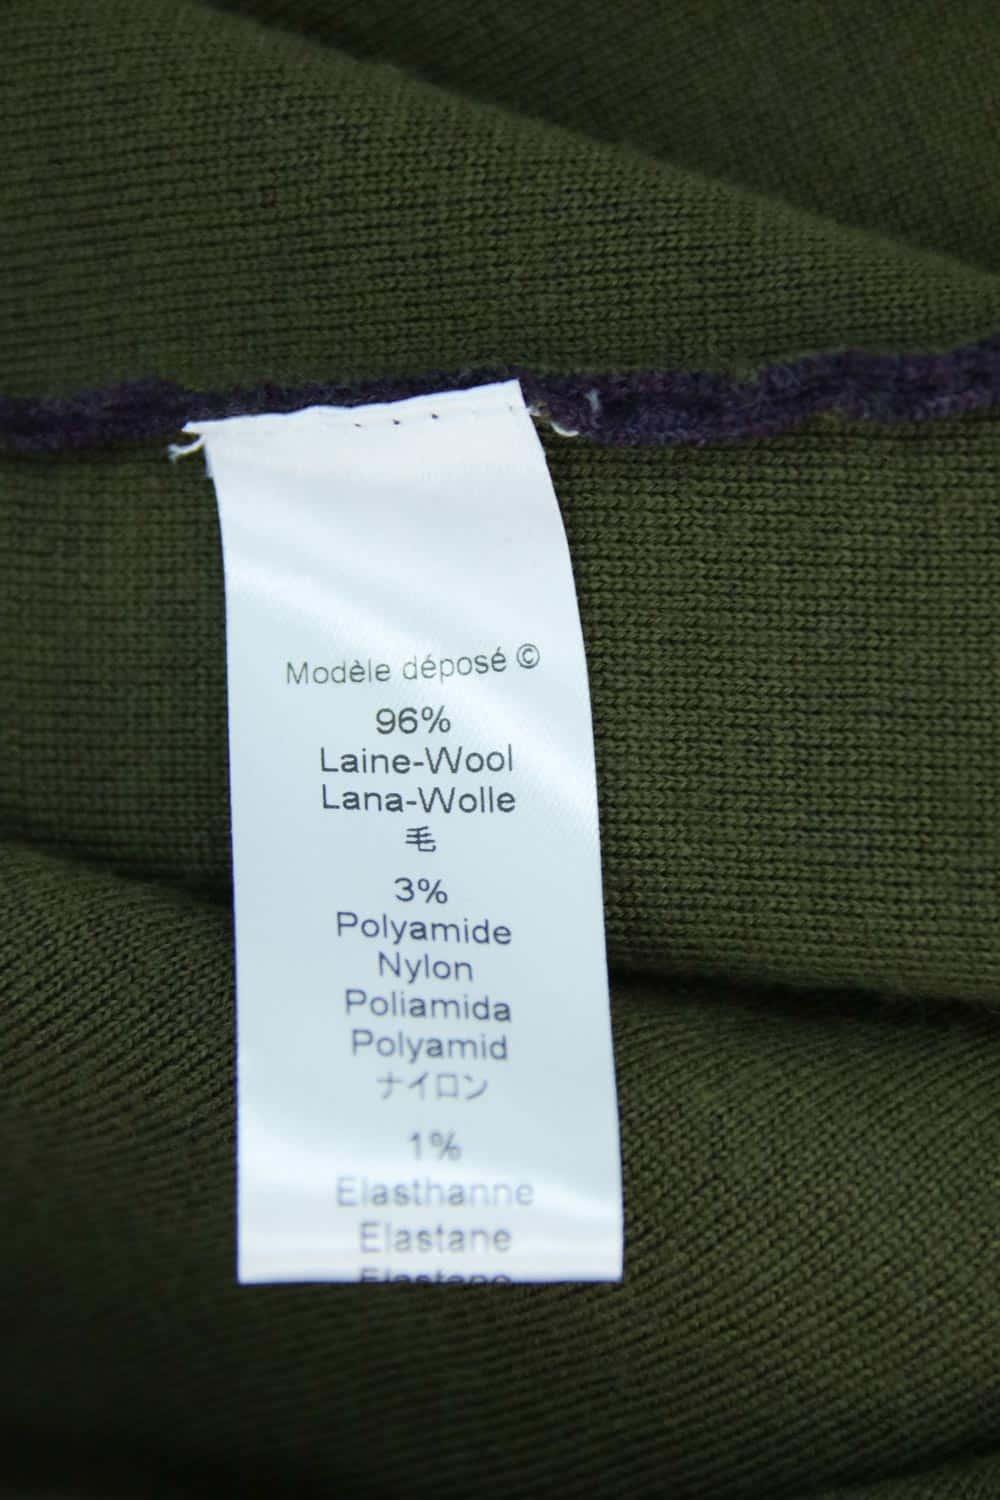 Modèle déposé ©
96%
Laine-Wool
Lana-Wolle
毛
3%
Polyamide
Nylon
Poliamida
Polyamid
ナイロン
1%
Elasthanne
Elastane
Elastano